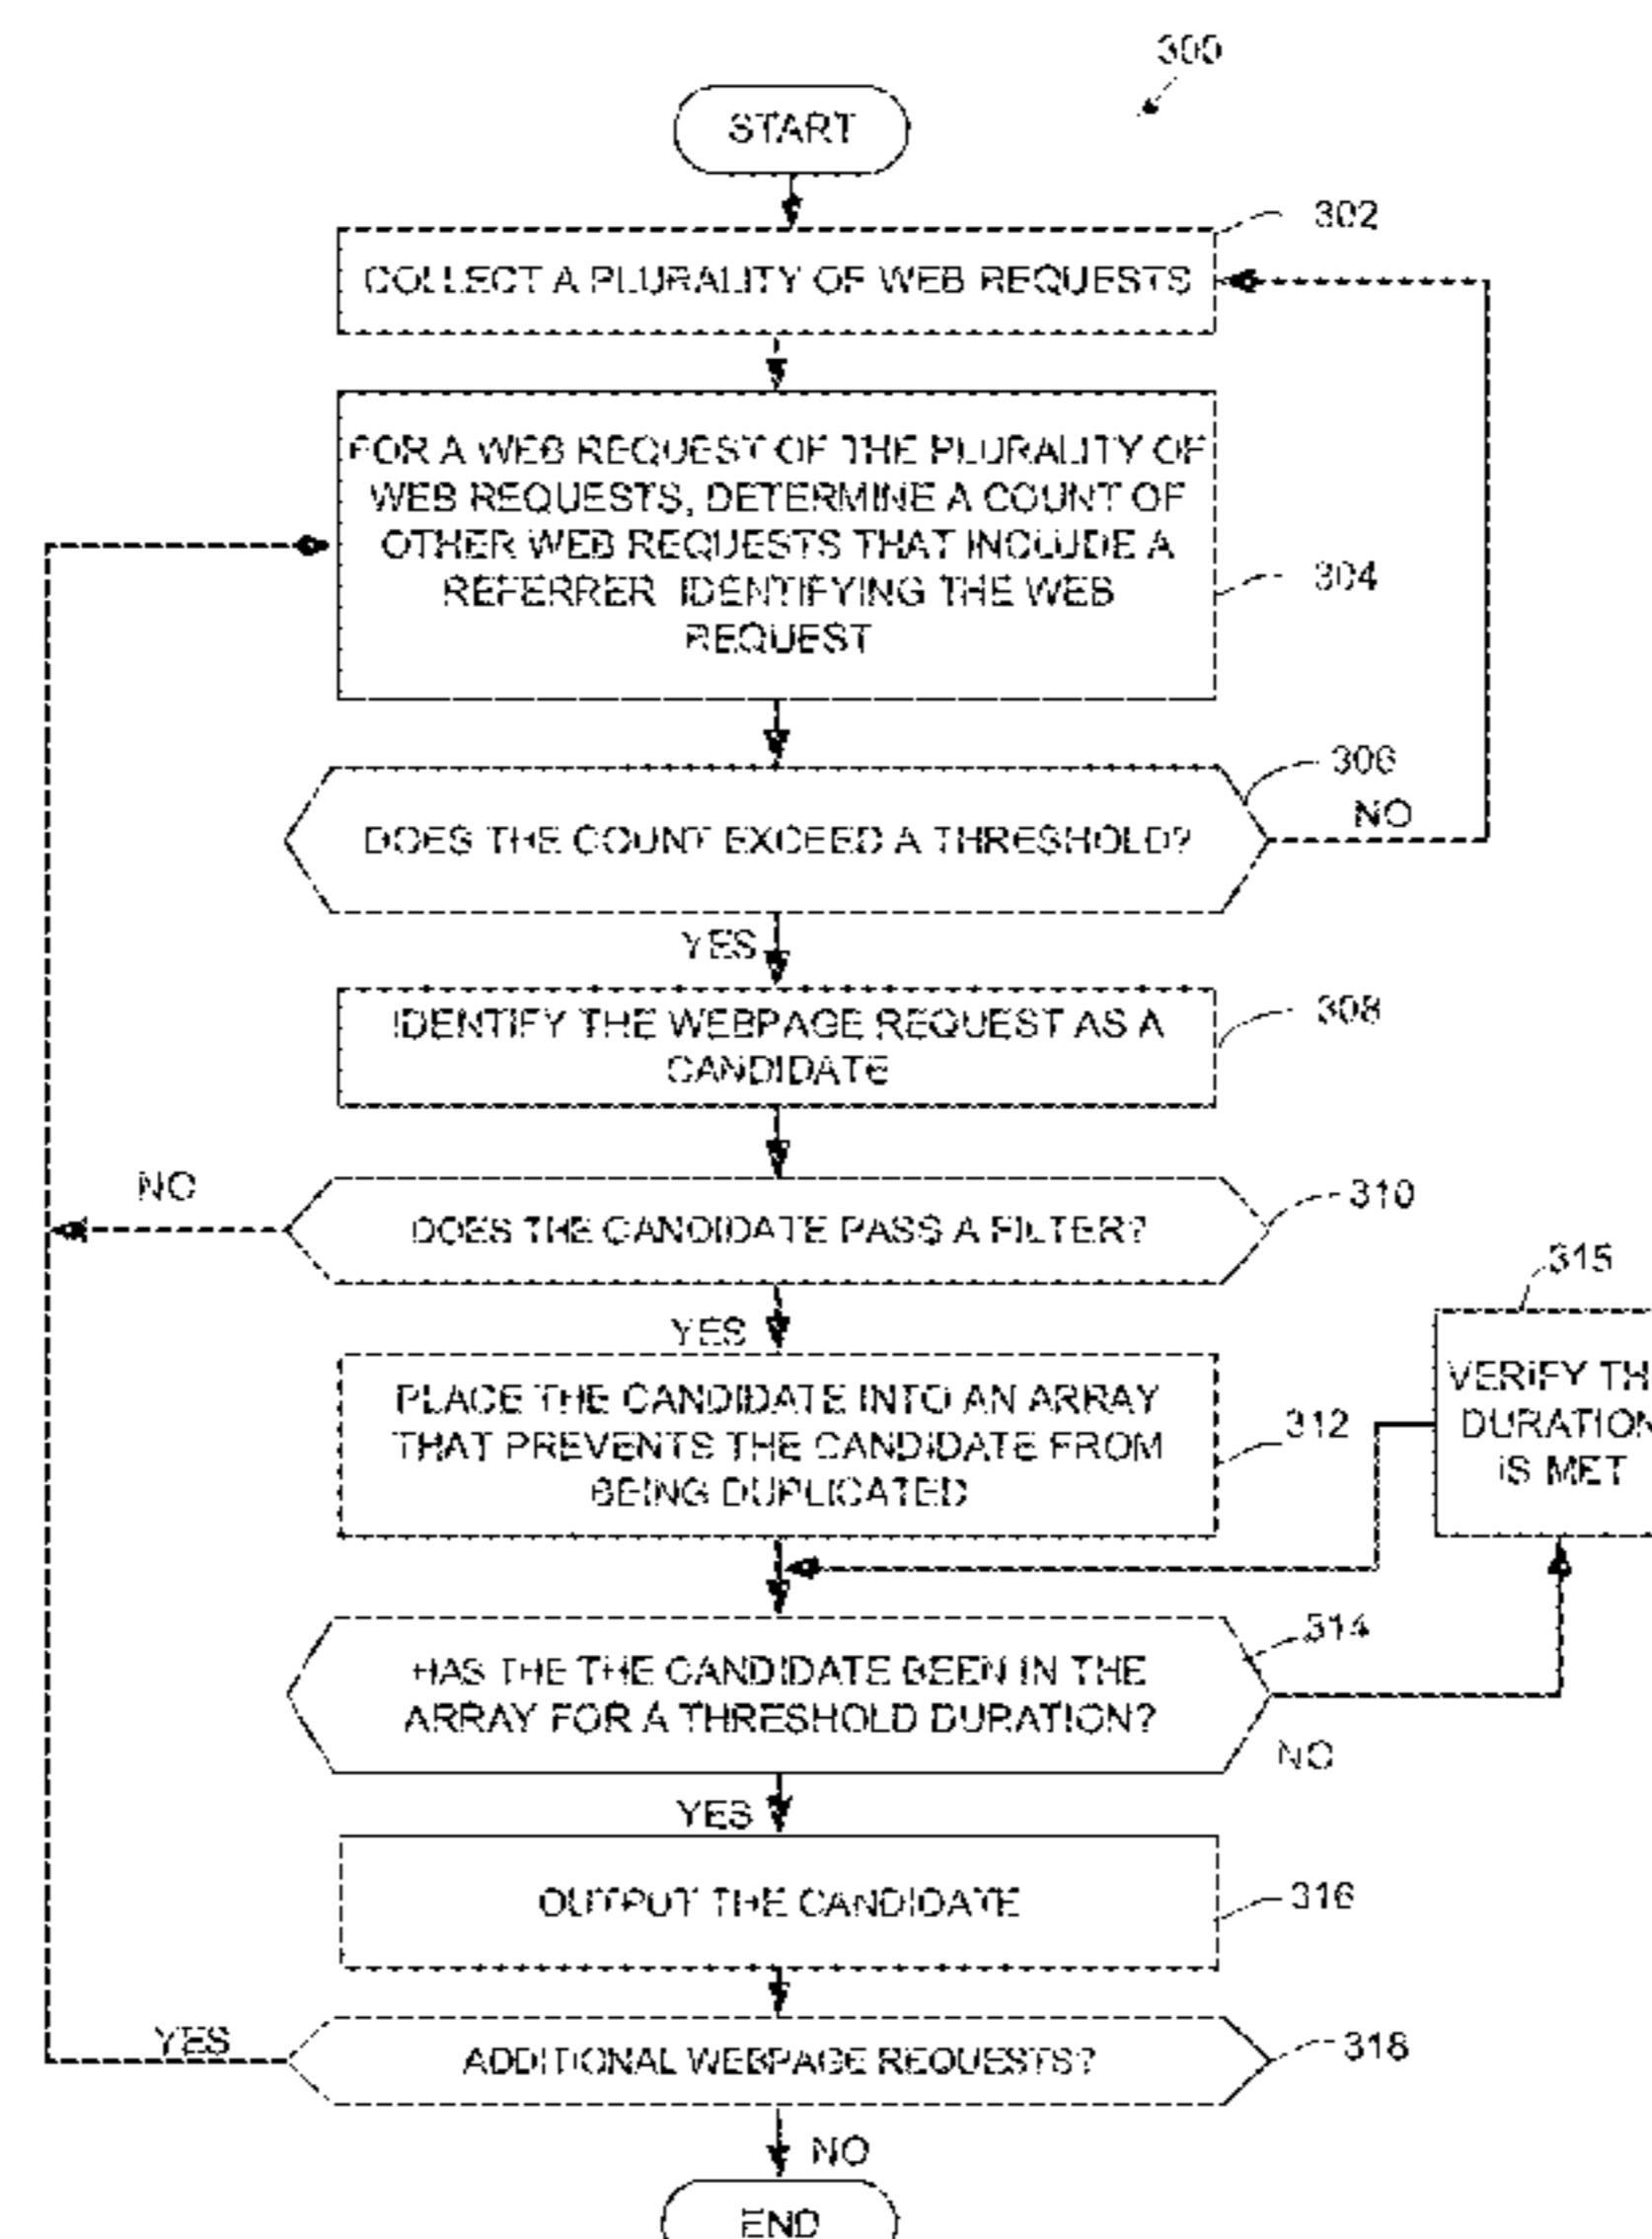 300
START
302
COLLECT A PLURALITY OF WEB REQUESTS
FOR A WEB REQUEST OF THE PLURALITY OF
WEB REQUESTS, DETERMINE A COUNT OF
OTHER WEB REQUESTS THAT INCLUDE A
REFERRER IDENTIFYING THE WEB
REQUEST
304
306
DOES THE COUNT EXCEED A THRESHOLD?
NO
YES
IDENTIFY THE WEBPAGE REQUEST AS A
CANDIDATE
308
NO
DOES THE CANDIDATE PASS A FILTER?
310
YES
315
VERIFY TH
DURATION
IS MET
PLACE THE CANDIDATE INTO AN ARRAY
THAT PREVENTS THE CANDIDATE FROM
BEING DUPLICATED
312
314
HAS THE THE CANDIDATE BEEN IN THE
ARRAY FOR A THRESHOLD DURATION?
NO
YES
OUTPUT THE CANDIDATE
316
YES
ADDITIONAL WEBPAGE REQUESTS?
318
NO
END